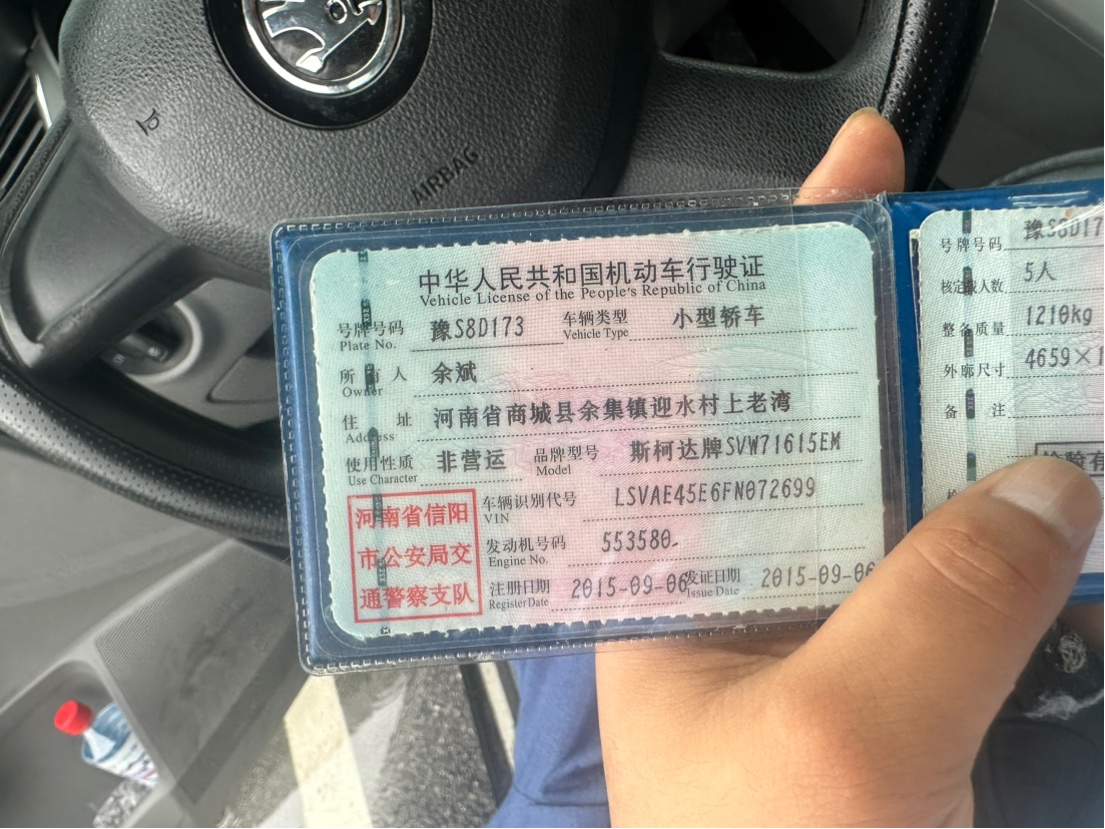 AIRBAG
中华人民共和国机动车行驶证
Vehicle License of the People's Republic of China
号牌号码 豫S8D173 车辆类型 小型轿车
Plate No. Vehicle Type
所有人 余斌
Owner
住 址 河南省商城县余集镇迎水村上老湾
Address
使用性质 非营运 品牌型号 斯柯达牌SVW71615EM
Use Character Model
河南省信阳
市公安局交
通警察支队
车辆识别代号 LSVAE45E6FN072699
VIN
发动机号码 553580
Engine No.
注册日期 2015-09-06 发证日期 2015-09-06
Register Date Issue Date
号牌号码 豫S8D17
核定载人数 5人
整备质量 1210kg
外廓尺寸 4659×1
备 注
检验有